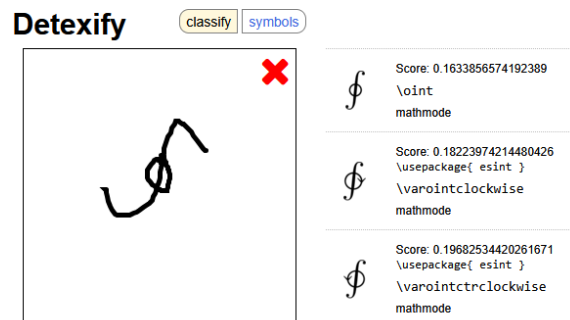 Detexify
classify symbols
Score: 0.1633856574192389
\oint
mathmode
Score: 0.18223974214480426
\usepackage{ esint }
\varointclockwise
mathmode
Score: 0.19682534420261671
\usepackage{ esint }
\varointctrclockwise
mathmode